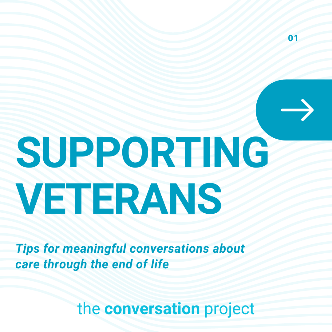 01
SUPPORTING
VETERANS
Tips for meaningful conversations about
care through the end of life
the conversation project